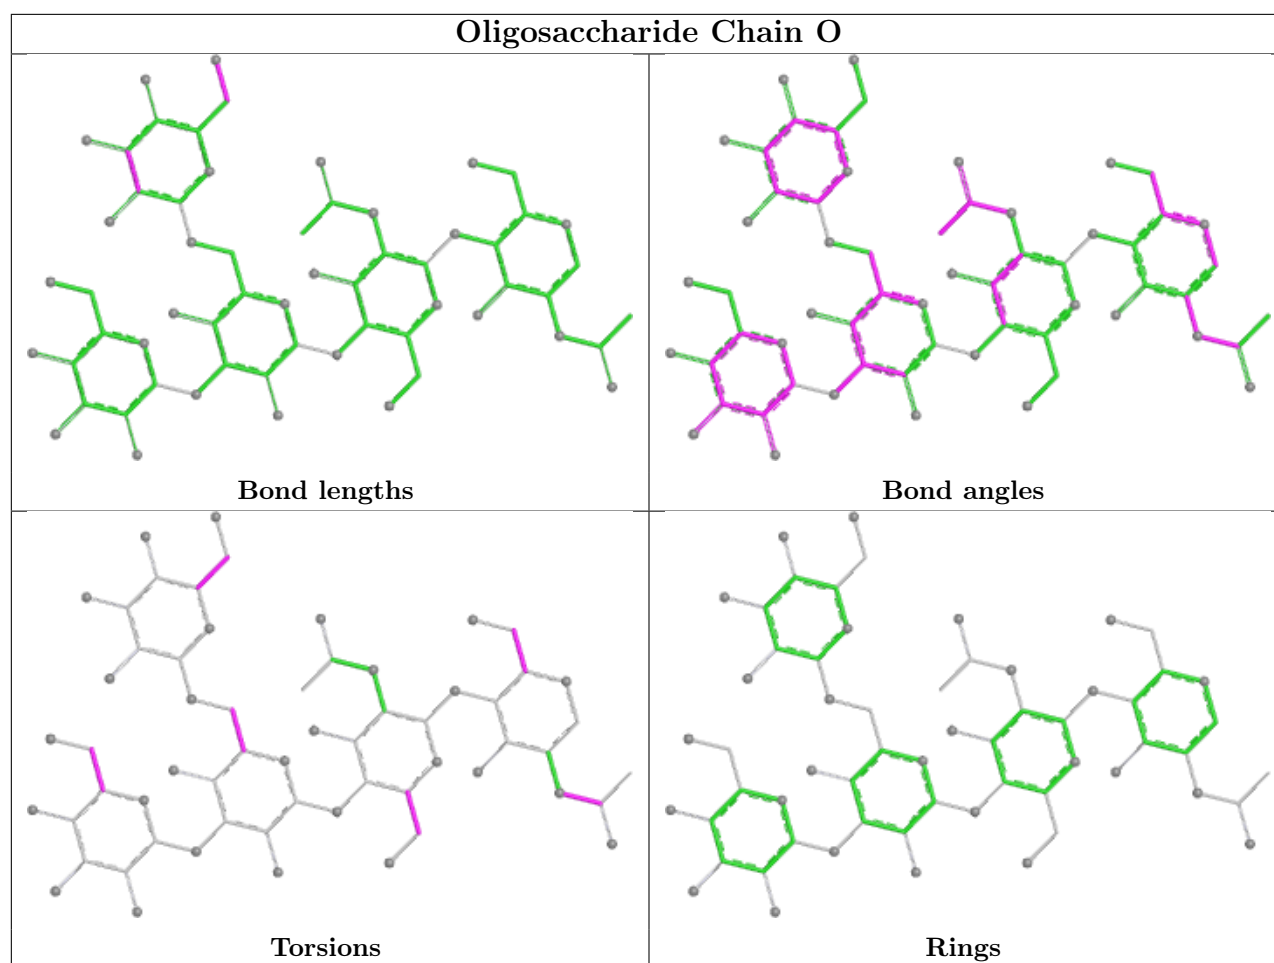 Oligosaccharide Chain O
Bond lengths
Bond angles
Torsions
Rings